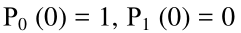 P₀ (0) = 1, P₁ (0) = 0